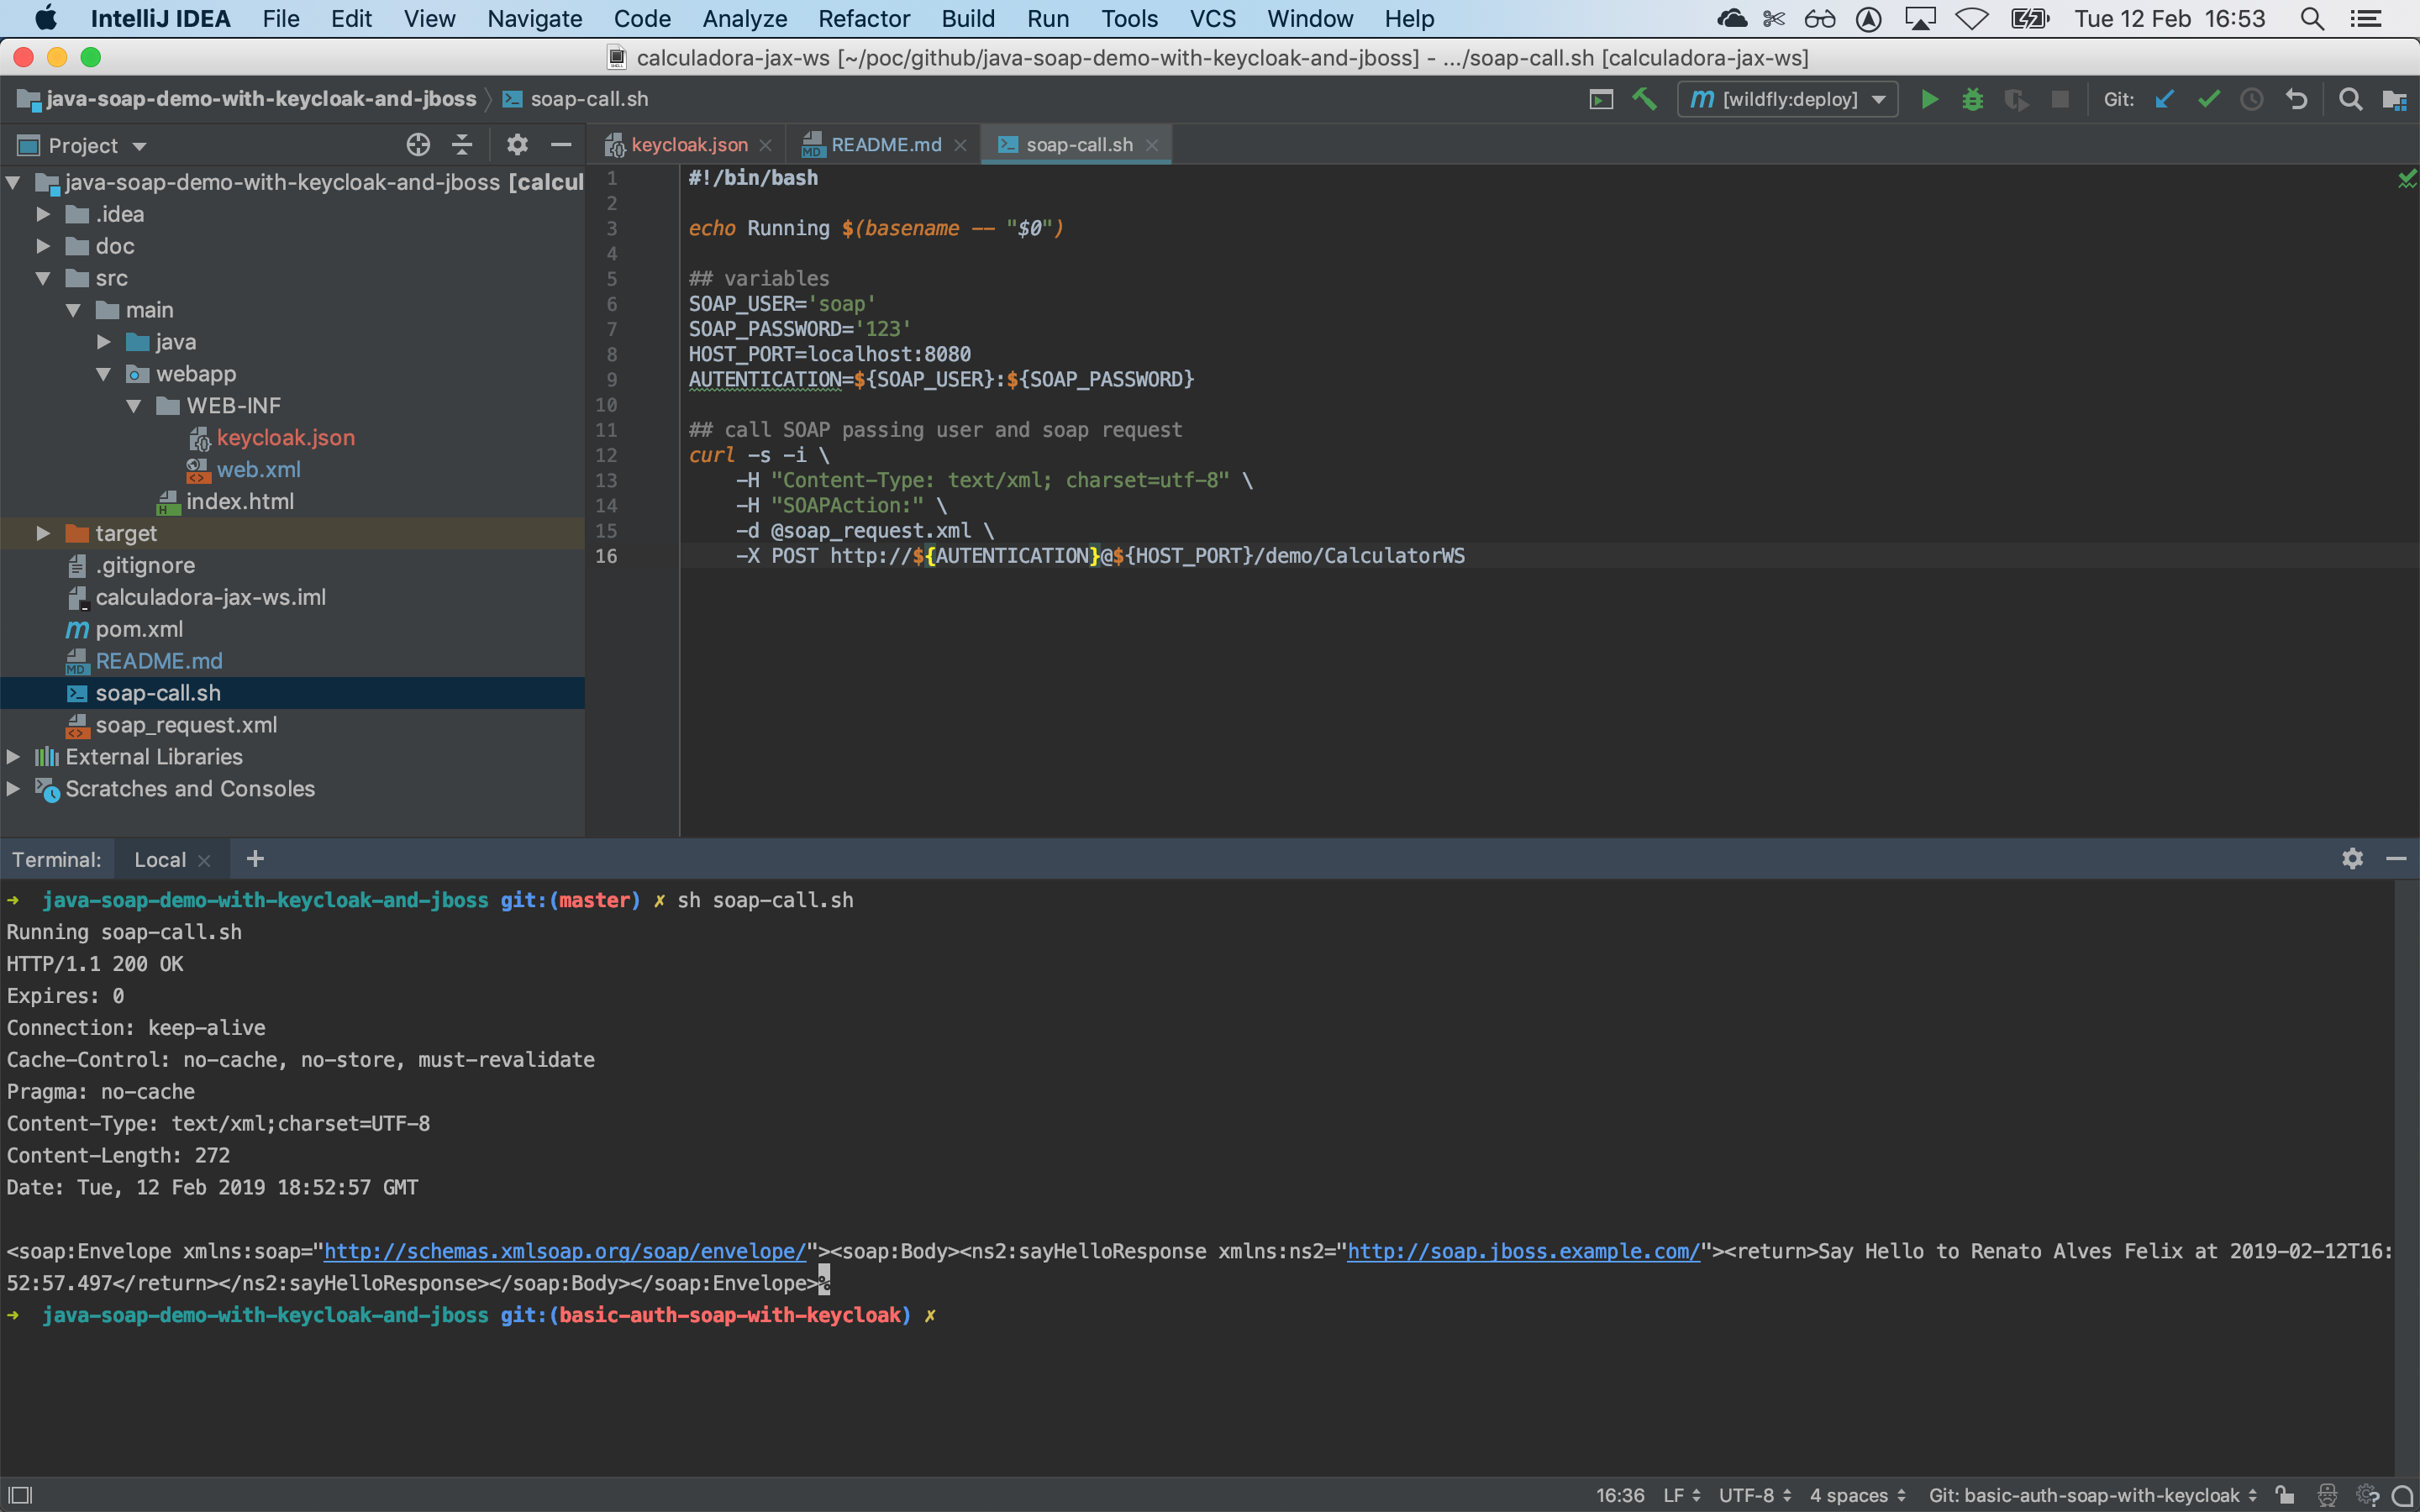 IntelliJ IDEA File Edit View Navigate Code Analyze Refactor Build Run Tools VCS Window Help Tue 12 Feb 16:53
calculadora-jax-ws [~/poc/github/java-soap-demo-with-keycloak-and-jboss] - .../soap-call.sh [calculadora-jax-ws]
java-soap-demo-with-keycloak-and-jboss soap-call.sh [wildfly:deploy] Git:
Project
keycloak.json README.md soap-call.sh
java-soap-demo-with-keycloak-and-jboss [calcul
.idea
doc
src
main
java
webapp
WEB-INF
keycloak.json
web.xml
index.html
target
.gitignore
calculadora-jax-ws.iml
pom.xml
README.md
soap-call.sh
soap_request.xml
External Libraries
Scratches and Consoles
1 #!/bin/bash
2
3 echo Running $(basename -- "$0")
4
5 ## variables
6 SOAP_USER='soap'
7 SOAP_PASSWORD='123'
8 HOST_PORT=localhost:8080
9 AUTENTICATION=${SOAP_USER}:${SOAP_PASSWORD}
10
11 ## call SOAP passing user and soap request
12 curl -s -i \
13 -H "Content-Type: text/xml; charset=utf-8" \
14 -H "SOAPAction:" \
15 -d @soap_request.xml \
16 -X POST http://${AUTENTICATION}@${HOST_PORT}/demo/CalculatorWS
Terminal: Local +
➜ java-soap-demo-with-keycloak-and-jboss git:(master) ✗ sh soap-call.sh
Running soap-call.sh
HTTP/1.1 200 OK
Expires: 0
Connection: keep-alive
Cache-Control: no-cache, no-store, must-revalidate
Pragma: no-cache
Content-Type: text/xml;charset=UTF-8
Content-Length: 272
Date: Tue, 12 Feb 2019 18:52:57 GMT
<soap:Envelope xmlns:soap="http://schemas.xmlsoap.org/soap/envelope/"><soap:Body><ns2:sayHelloResponse xmlns:ns2="http://soap.jboss.example.com/"><return>Say Hello to Renato Alves Felix at 2019-02-12T16:
52:57.497</return></ns2:sayHelloResponse></soap:Body></soap:Envelope>%
➜ java-soap-demo-with-keycloak-and-jboss git:(basic-auth-soap-with-keycloak) ✗
16:36 LF UTF-8 4 spaces Git: basic-auth-soap-with-keycloak